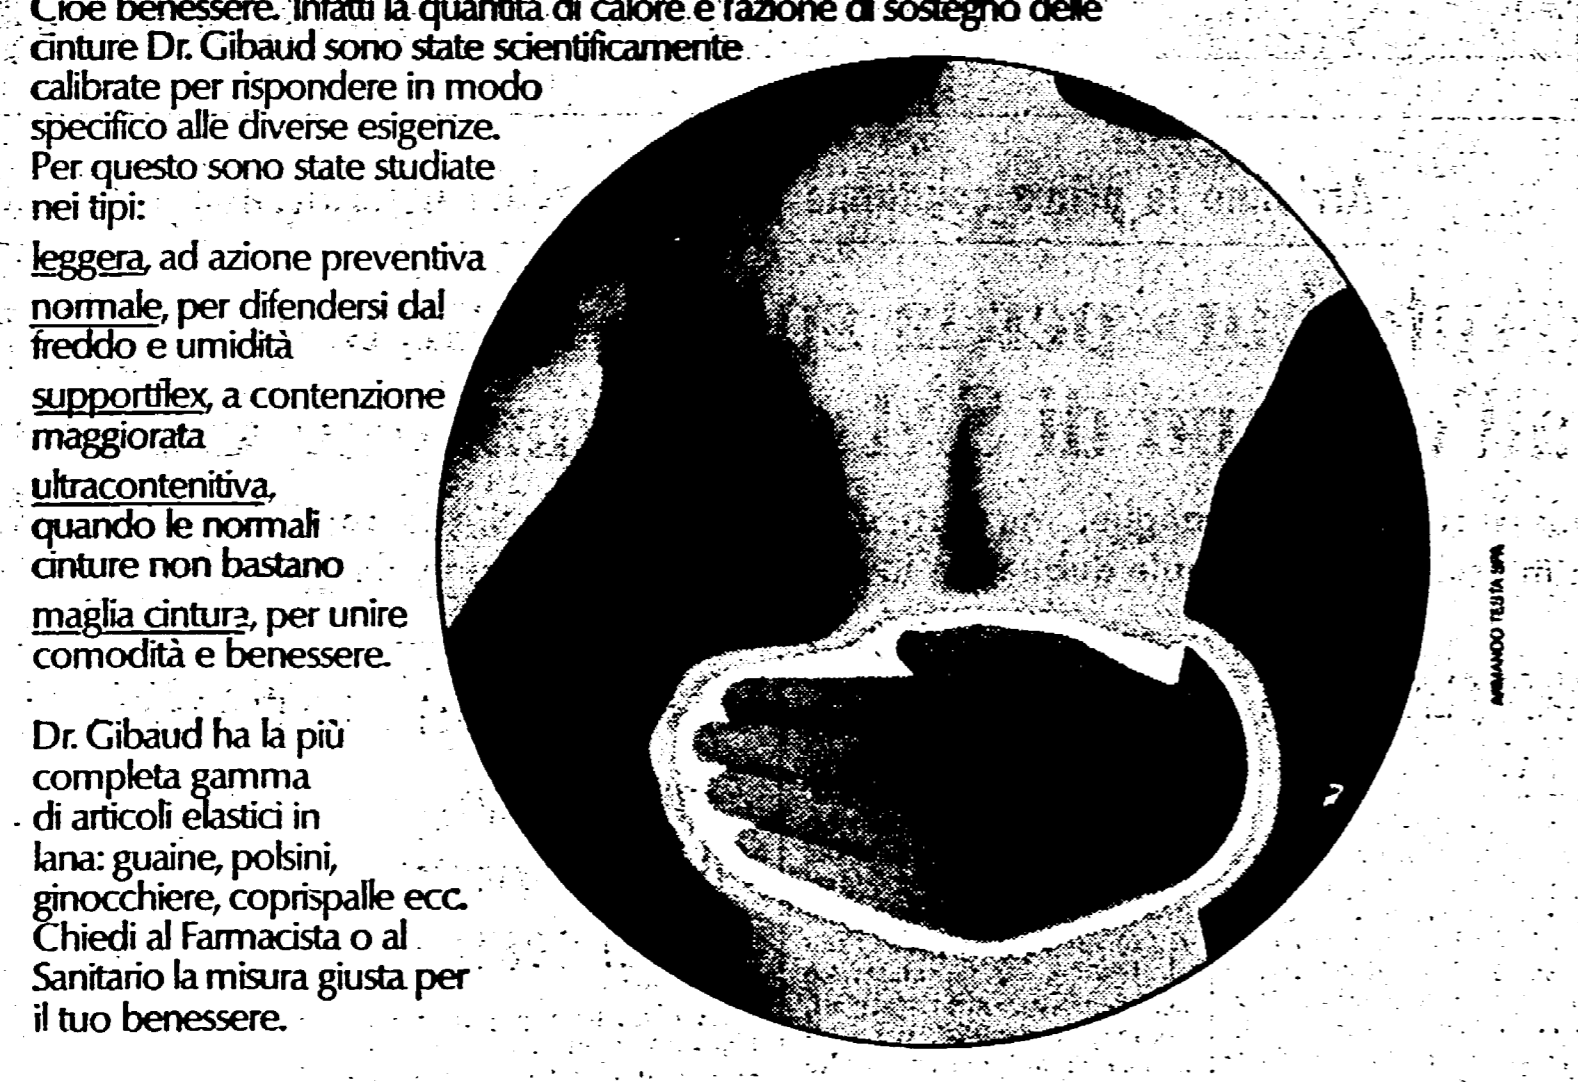 Cioè benessere. Infatti la quantità di calore e l'azione di sostegno delle
cinture Dr. Gibaud sono state scientificamente
calibrate per rispondere in modo
specifico alle diverse esigenze.
Per questo sono state studiate
nei tipi:
leggera, ad azione preventiva
normale, per difendersi dal
freddo e umidità
supportflex, a contenzione
maggiorata
ultracontenitiva,
quando le normali
cinture non bastano
maglia cintura, per unire
comodità e benessere.
Dr. Gibaud ha la più
completa gamma
di articoli elastici in
lana: guaine, polsini,
ginocchiere, coprispalle ecc.
Chiedi al Farmacista o al
Sanitario la misura giusta per
il tuo benessere.
ARMANDO TESTA SPA